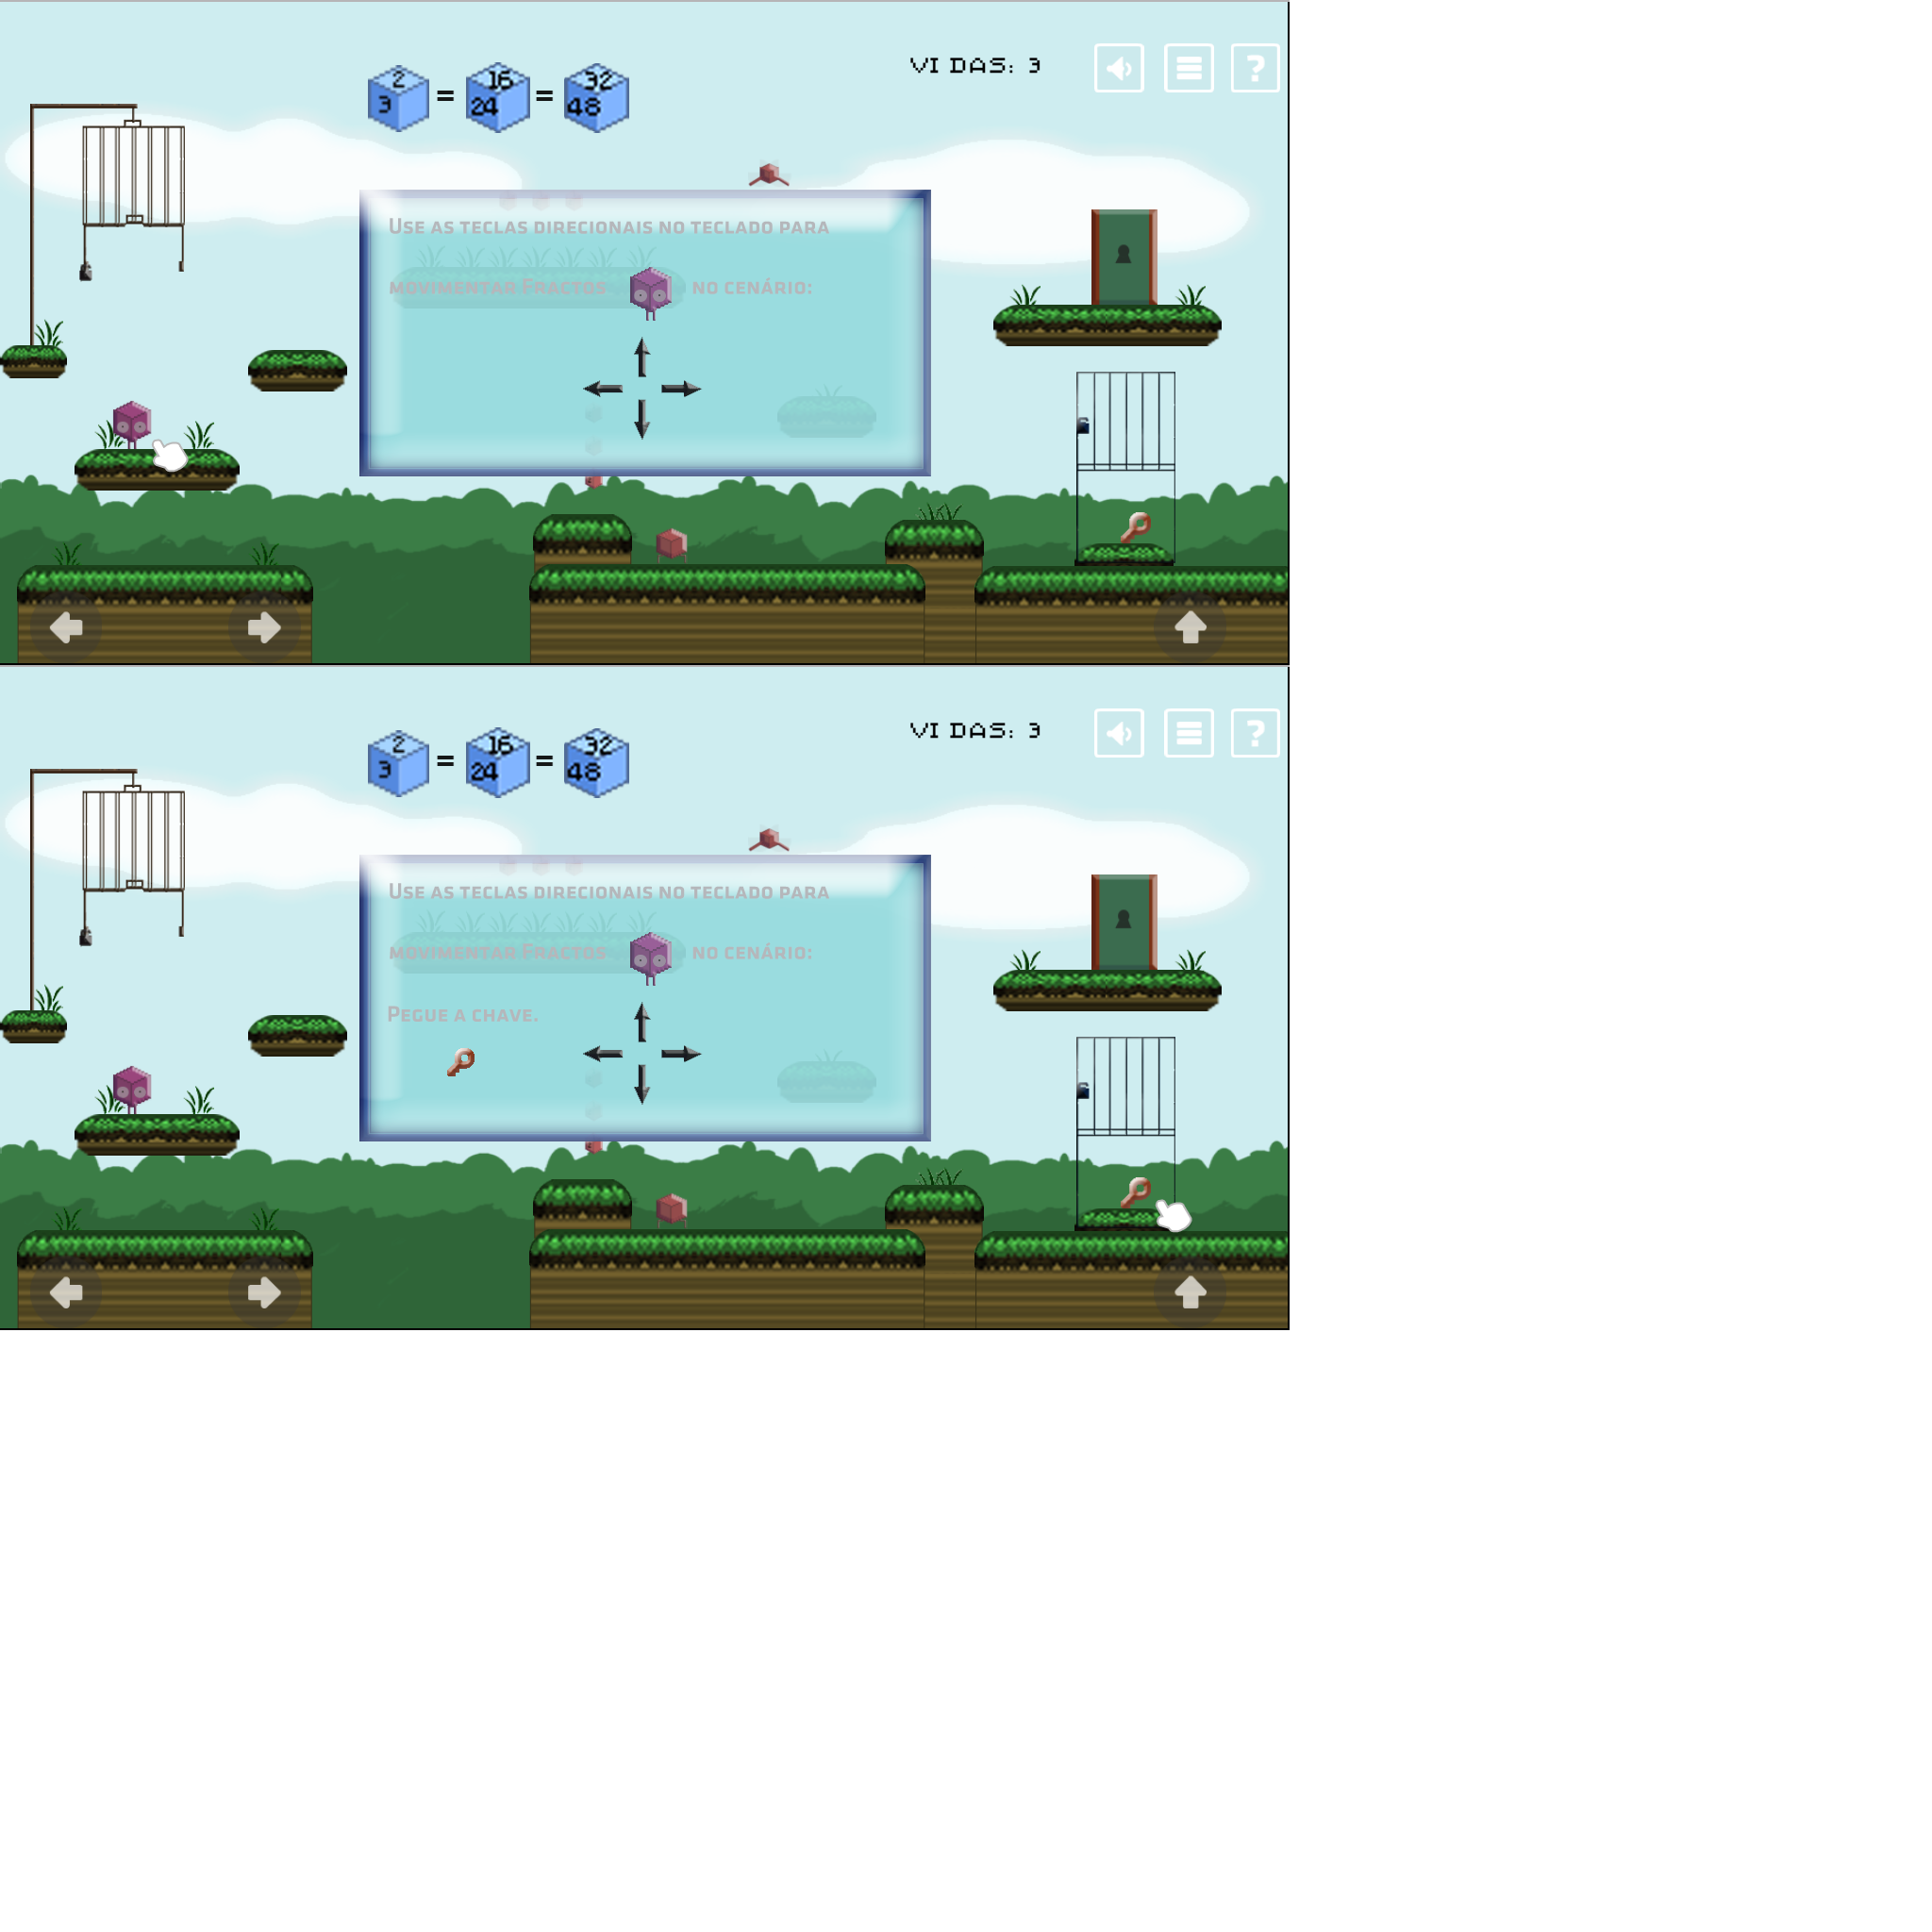 VIDAS: 3
?
2 16 32
= =
3 24 48
Use as teclas direcionais no teclado para
movimentar Fractos no cenário:
VIDAS: 3
?
2 16 32
= =
3 24 48
Use as teclas direcionais no teclado para
movimentar Fractos no cenário:
Pegue a chave.